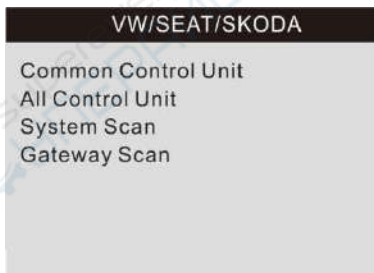 VW/SEAT/SKODA
Common Control Unit
All Control Unit
System Scan
Gateway Scan